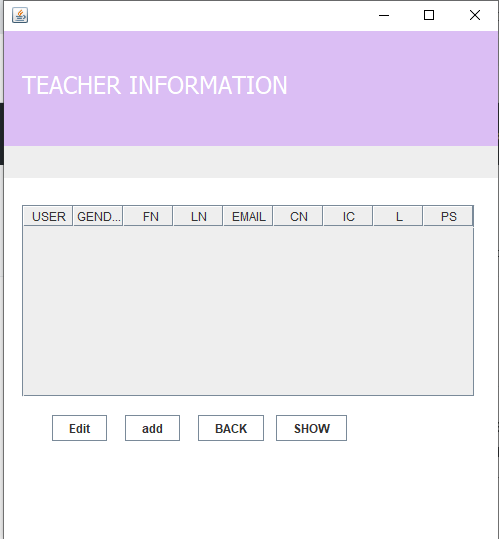 TEACHER INFORMATION
USER GEND... FN LN EMAIL CN IC L PS
Edit add BACK SHOW